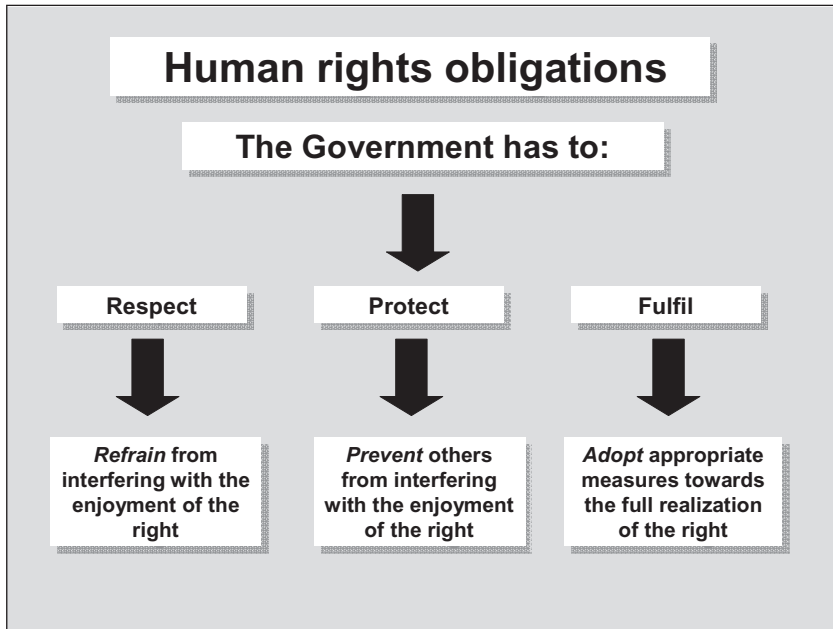 Human rights obligations
The Government has to:
Respect
Protect
Fulfil
Refrain from
interfering with the
enjoyment of the
right
Prevent others
from interfering
with the enjoyment
of the right
Adopt appropriate
measures towards
the full realization
of the right